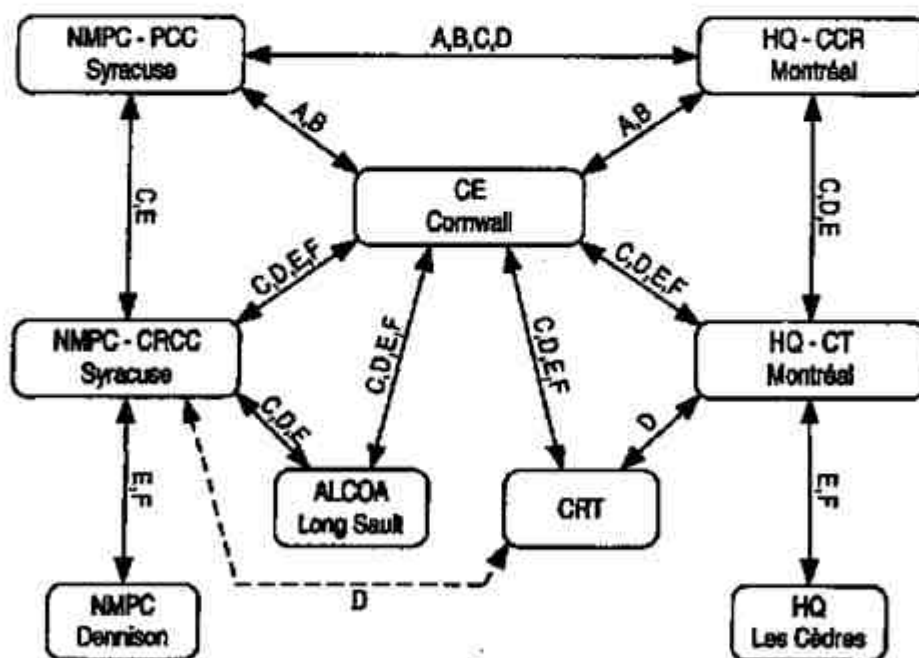 NMPC - PCC
Syracuse
A,B,C,D
HQ - CCR
Montréal
A,B
A,B
CE
Cornwall
C,E
C,D,E
C,D,E,F
C,D,E,F
NMPC - CRCC
Syracuse
C,D,E,F
C,D,E,F
HQ - CT
Montréal
C,D,E
D
E,F
ALCOA
Long Sault
CRT
E,F
D
NMPC
Dennison
HQ
Les Cèdres